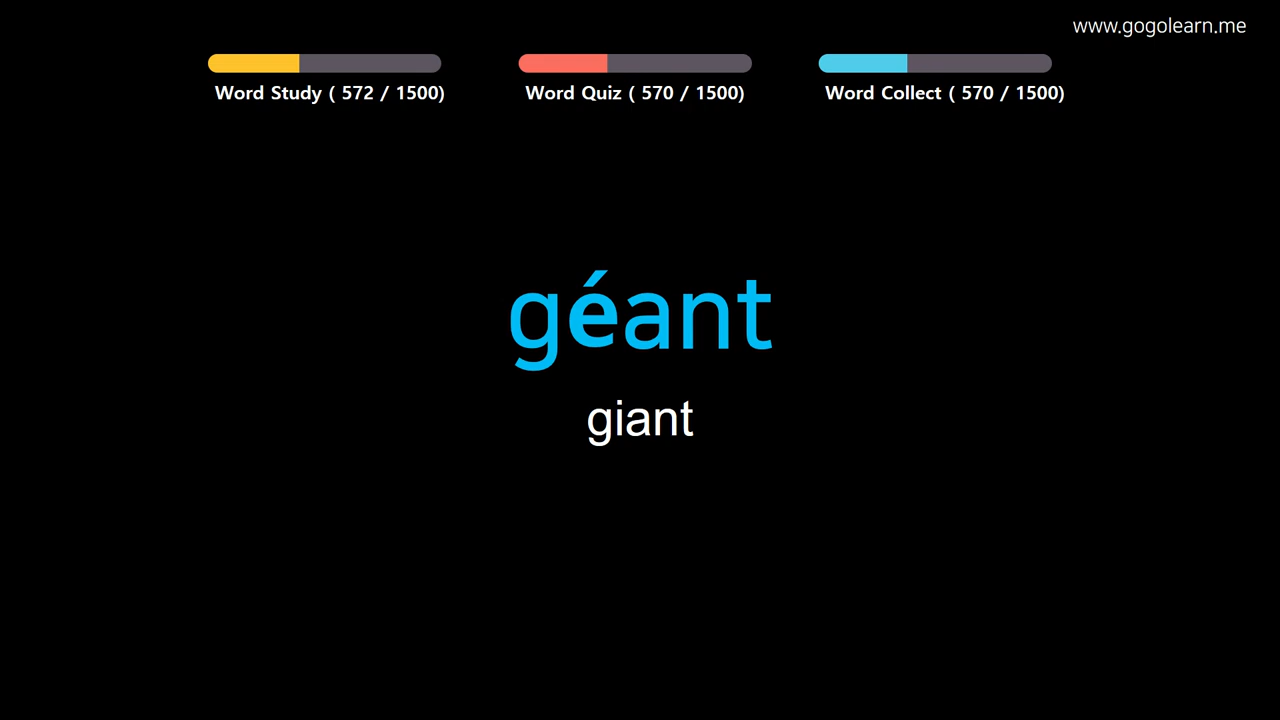 www.gogolearn.me
Word Study ( 572 / 1500)
Word Quiz ( 570 / 1500)
Word Collect ( 570 / 1500)
géant
giant